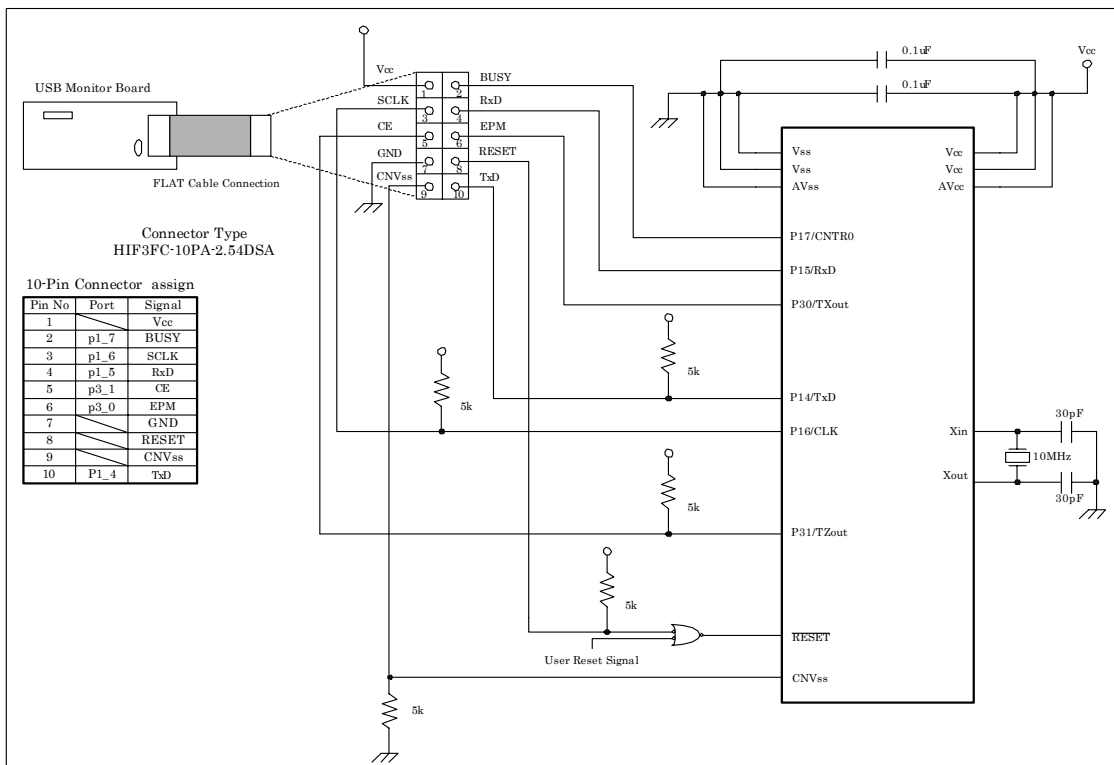 USB Monitor Board
FLAT Cable Connection
Connector Type
HIF3FC-10PA-2.54DSA
10-Pin Connector assign
Pin No Port Signal
1 Vcc
2 p1_7 BUSY
3 p1_6 SCLK
4 p1_5 RxD
5 p3_1 CE
6 p3_0 EPM
7 GND
8 RESET
9 CNVss
10 P1_4 TxD
Vcc 1 2 BUSY
SCLK 3 4 RxD
CE 5 6 EPM
GND 7 8 RESET
CNVss 9 10 TxD
5k
5k
5k
5k
User Reset Signal
5k
0.1uF
0.1uF
Vcc
Vss Vcc
Vss Vcc
AVss AVcc
P17/CNTR0
P15/RxD
P30/TXout
P14/TxD
P16/CLK
P31/TZout
RESET
CNVss
Xin
Xout
30pF
10MHz
30pF